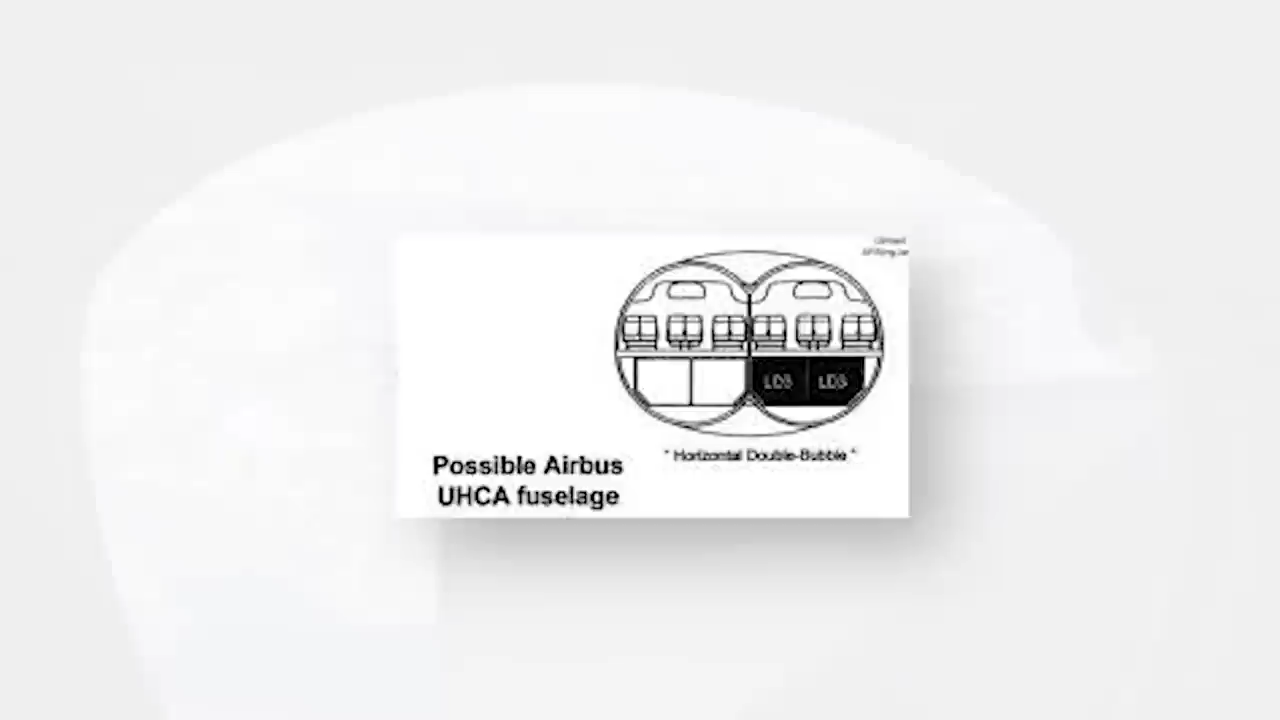 LD3 LD3
" Horizontal Double-Bubble "
Possible Airbus
UHCA fuselage